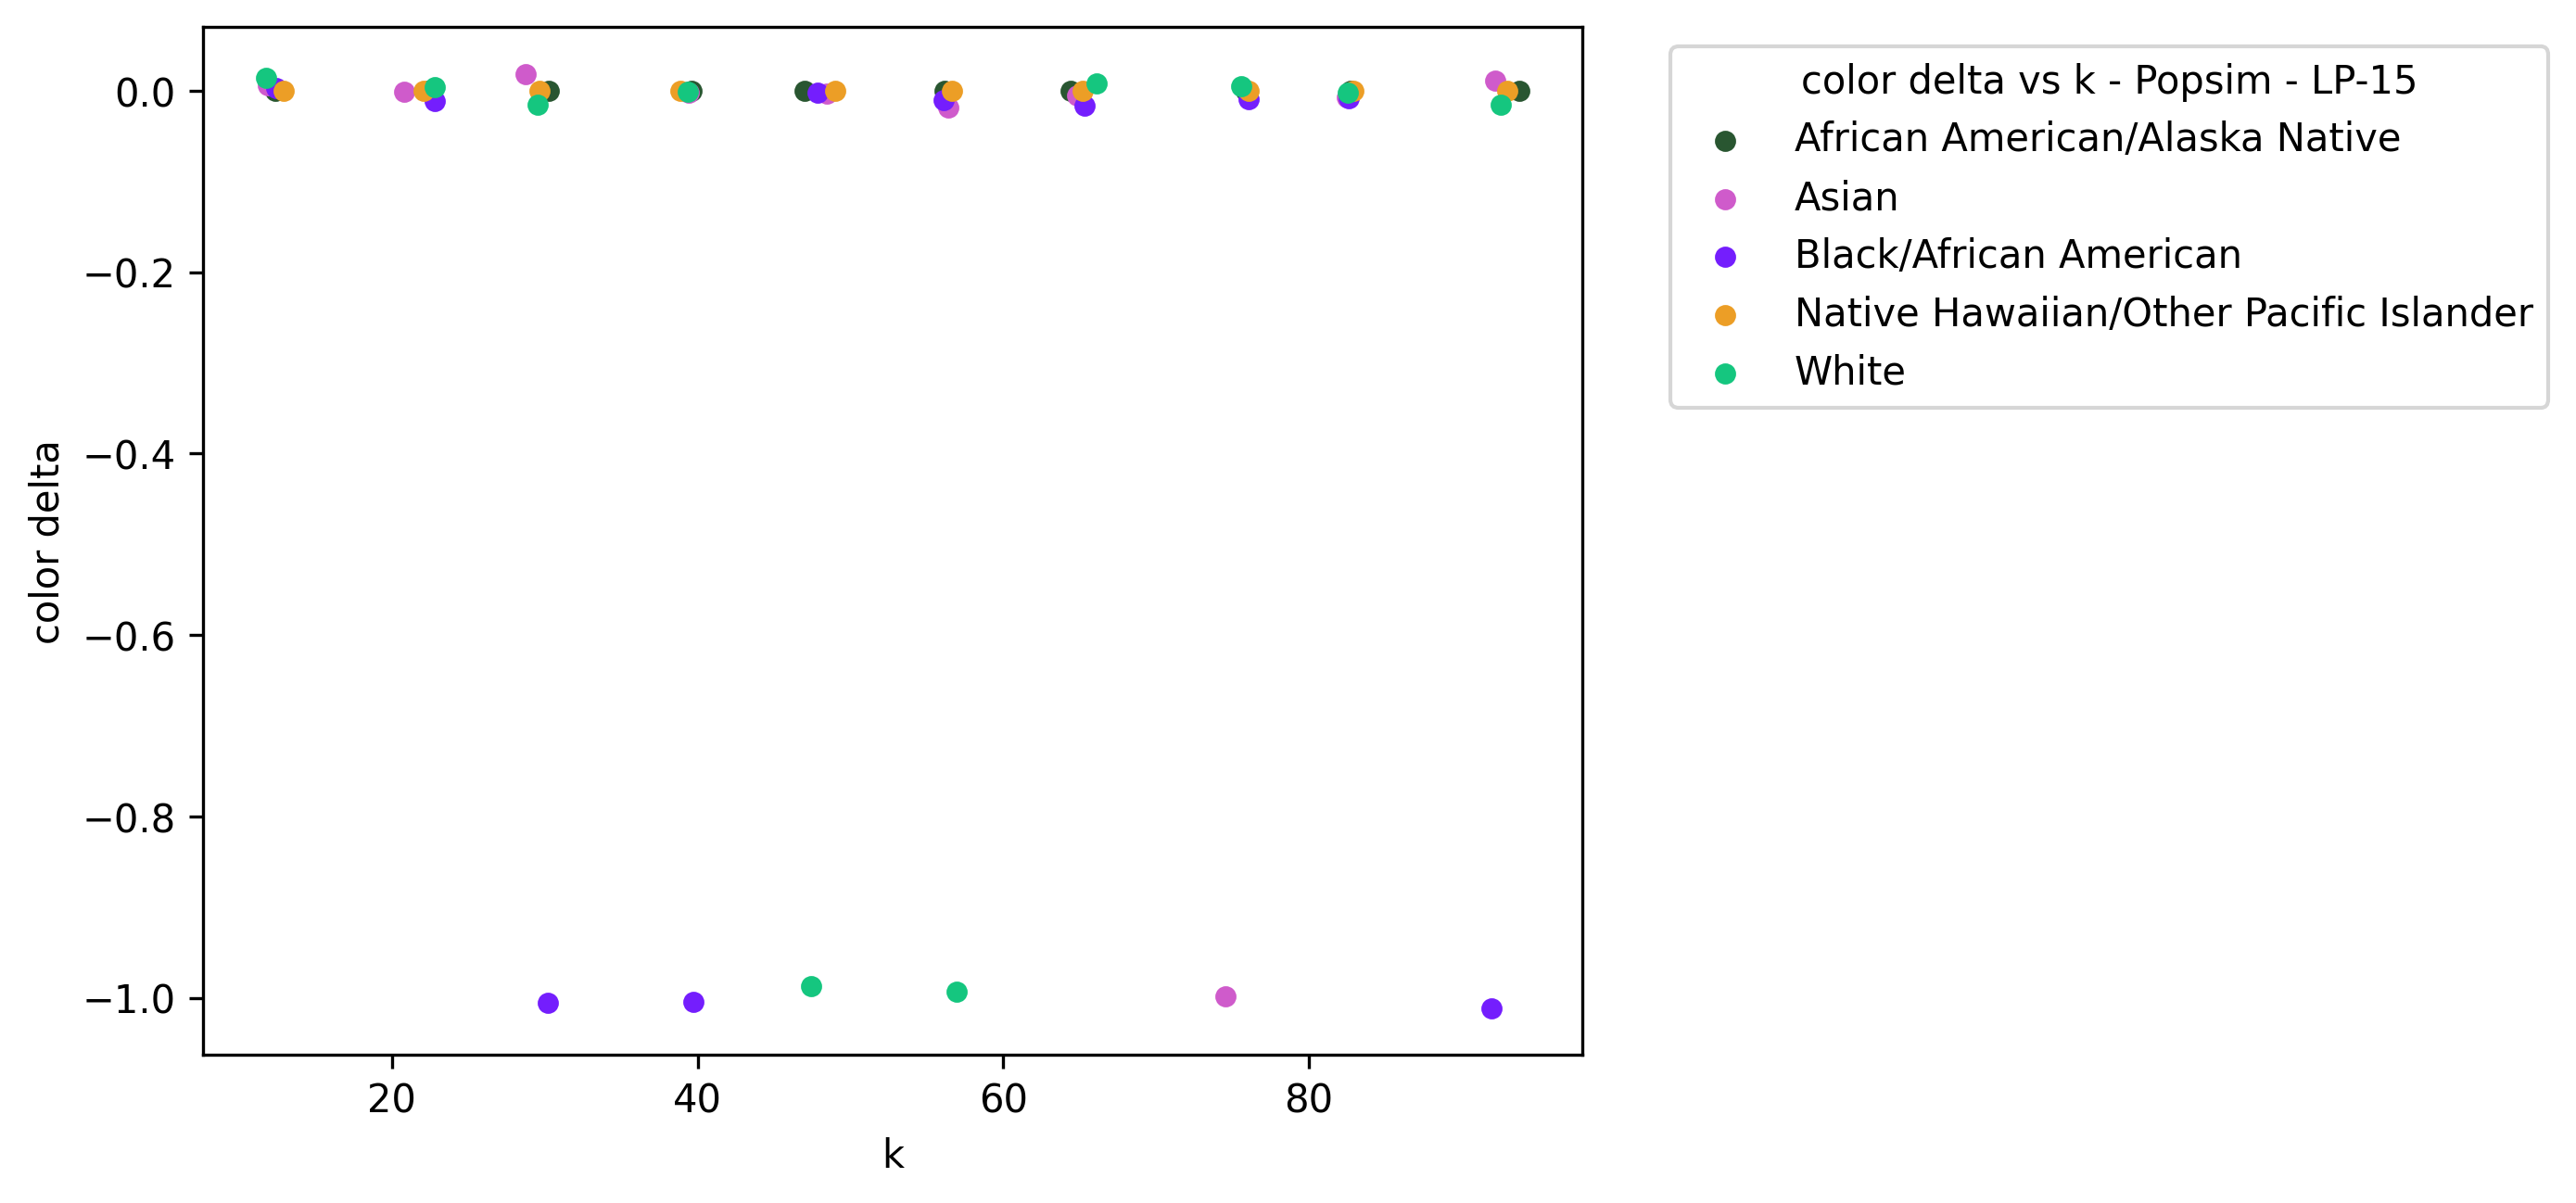 0.0
−0.2
−0.4
−0.6
−0.8
−1.0
color delta
20
40
60
80
k
color delta vs k - Popsim - LP-15
African American/Alaska Native
Asian
Black/African American
Native Hawaiian/Other Pacific Islander
White